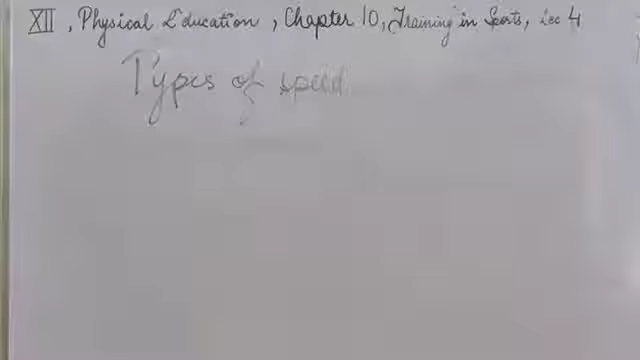 XII, Physical Education, Chapter 10, Training in Sports, Lec 4
Types of speed